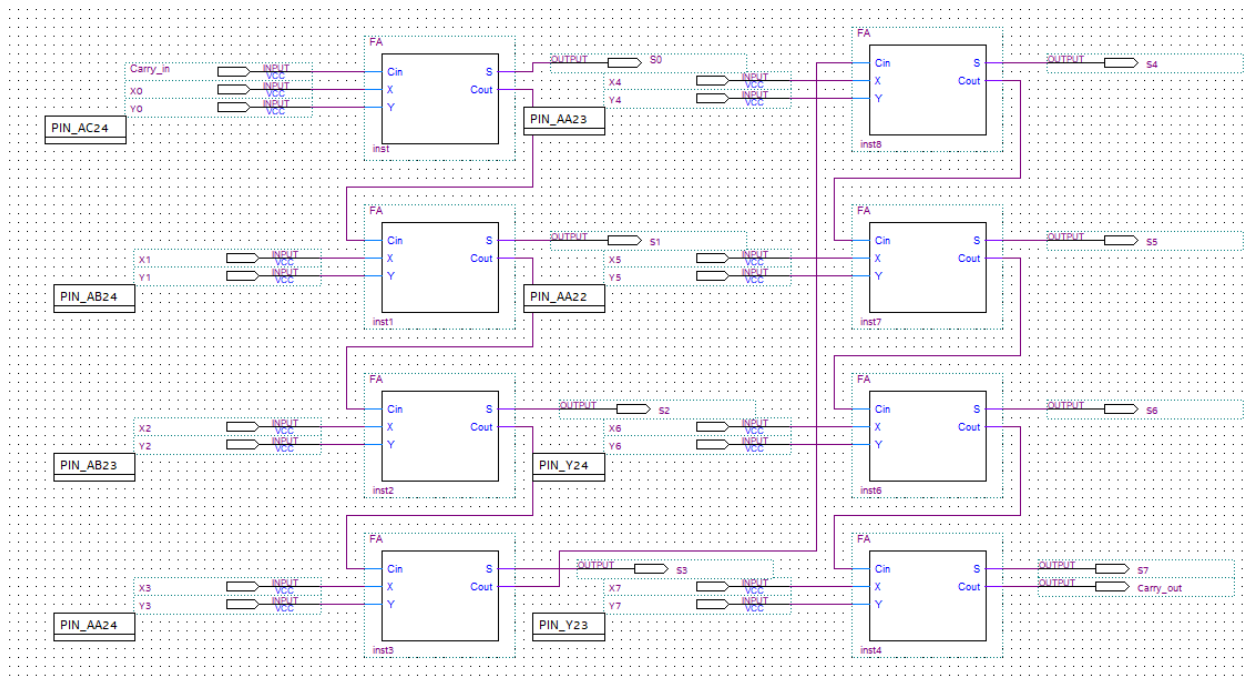 FA
Carry_in INPUT VCC
X0 INPUT VCC
Y0 INPUT VCC
PIN_AC24
Cin S
X Cout
Y
inst
OUTPUT S0
FA
X4 INPUT VCC
Y4 INPUT VCC
PIN_AA23
Cin S
X Cout
Y
inst8
OUTPUT S4
FA
X1 INPUT VCC
Y1 INPUT VCC
PIN_AB24
Cin S
X Cout
Y
inst1
OUTPUT S1
FA
X5 INPUT VCC
Y5 INPUT VCC
PIN_AA22
Cin S
X Cout
Y
inst7
OUTPUT S5
FA
X2 INPUT VCC
Y2 INPUT VCC
PIN_AB23
Cin S
X Cout
Y
inst2
OUTPUT S2
FA
X6 INPUT VCC
Y6 INPUT VCC
PIN_Y24
Cin S
X Cout
Y
inst6
OUTPUT S6
FA
X3 INPUT VCC
Y3 INPUT VCC
PIN_AA24
Cin S
X Cout
Y
inst3
OUTPUT S3
FA
X7 INPUT VCC
Y7 INPUT VCC
PIN_Y23
Cin S
X Cout
Y
inst4
OUTPUT S7
OUTPUT Carry_out